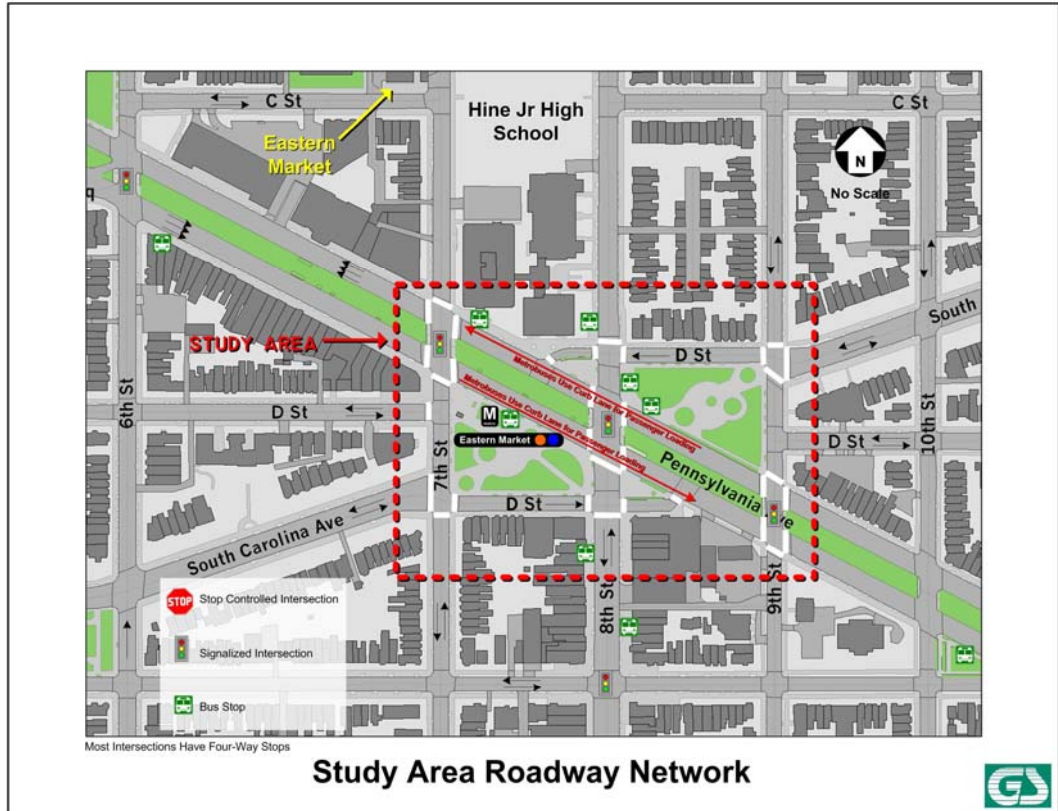 C St
C St
Hine Jr High
School
Eastern
Market
N
No Scale
STUDY AREA
D St
South
Metrobuses Use Curb Lane for Passenger Loading
Metrobuses Use Curb Lane for Passenger Loading
6th St
D St
M
Eastern Market
7th St
D St
10th St
Pennsylvania Ave
D St
South Carolina Ave
8th St
9th St
STOP
Stop Controlled Intersection
Signalized Intersection
Bus Stop
Most Intersections Have Four-Way Stops
Study Area Roadway Network
GS